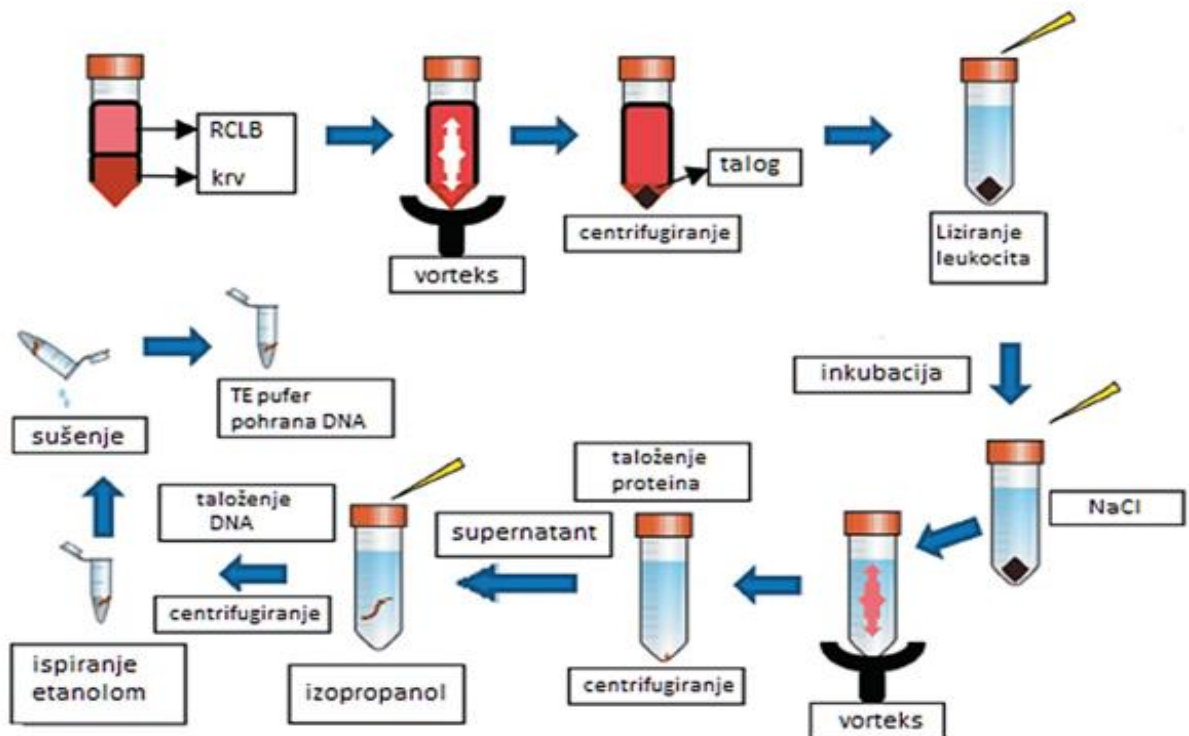 RCLB
krv
vorteks
centrifugiranje
talog
Liziranje
leukocita
inkubacija
NaCl
vorteks
taloženje
proteina
centrifugiranje
supernatant
izopropanol
taloženje
DNA
centrifugiranje
ispiranje
etanolom
sušenje
TE pufer
pohrana DNA